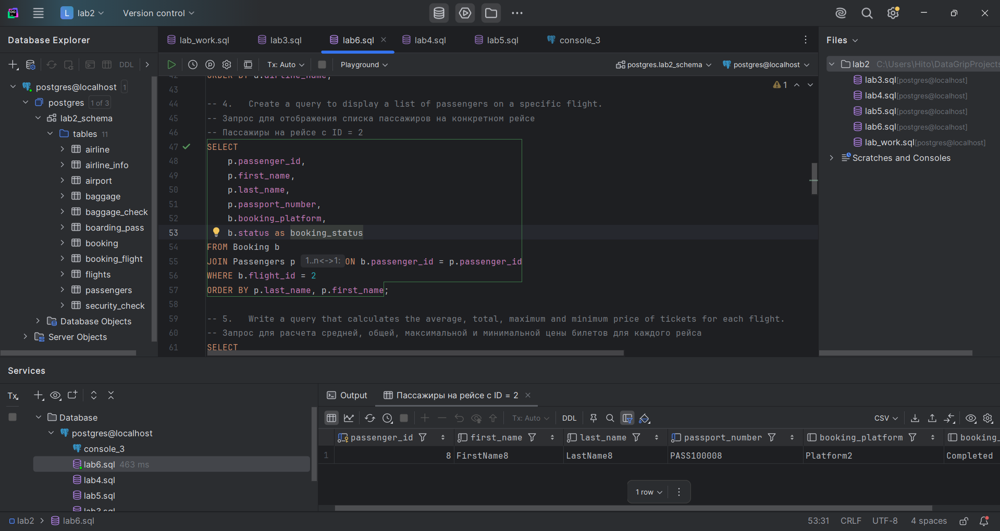 L lab2
Version control
Database Explorer
DDL
postgres@localhost 1
postgres 1 of 3
lab2_schema
tables 11
airline
airline_info
airport
baggage
baggage_check
boarding_pass
booking
booking_flight
flights
passengers
security_check
Database Objects
Server Objects
lab_work.sql
lab3.sql
lab6.sql
lab4.sql
lab5.sql
console_3
Tx: Auto
Playground
postgres.lab2_schema
postgres@localhost
1
42 ORDER BY a.airline_name;
43
44 -- 4. Create a query to display a list of passengers on a specific flight.
45 -- Запрос для отображения списка пассажиров на конкретном рейсе
46 -- Пассажиры на рейсе с ID = 2
47 SELECT
48 p.passenger_id,
49 p.first_name,
50 p.last_name,
51 p.passport_number,
52 b.booking_platform,
53 b.status as booking_status
54 FROM Booking b
55 JOIN Passengers p 1..n<->1: ON b.passenger_id = p.passenger_id
56 WHERE b.flight_id = 2
57 ORDER BY p.last_name, p.first_name;
58
59 -- 5. Write a query that calculates the average, total, maximum and minimum price of tickets for each flight.
60 -- Запрос для расчета средней, общей, максимальной и минимальной цены билетов для каждого рейса
61 SELECT
Files
lab2 C:\Users\Hito\DataGripProjects
lab3.sql [postgres@localhost]
lab4.sql [postgres@localhost]
lab5.sql [postgres@localhost]
lab6.sql [postgres@localhost]
lab_work.sql [postgres@localhost]
Scratches and Consoles
Services
Tx
Database
postgres@localhost
console_3
lab6.sql 463 ms
lab4.sql
lab5.sql
lab3.sql
Output
Пассажиры на рейсе с ID = 2
Tx: Auto
DDL
CSV
passenger_id first_name last_name passport_number booking_platform booking_
1 8 FirstName8 LastName8 PASS100008 Platform2 Completed
1 row
lab2 > lab6.sql
53:31 CRLF UTF-8 4 spaces